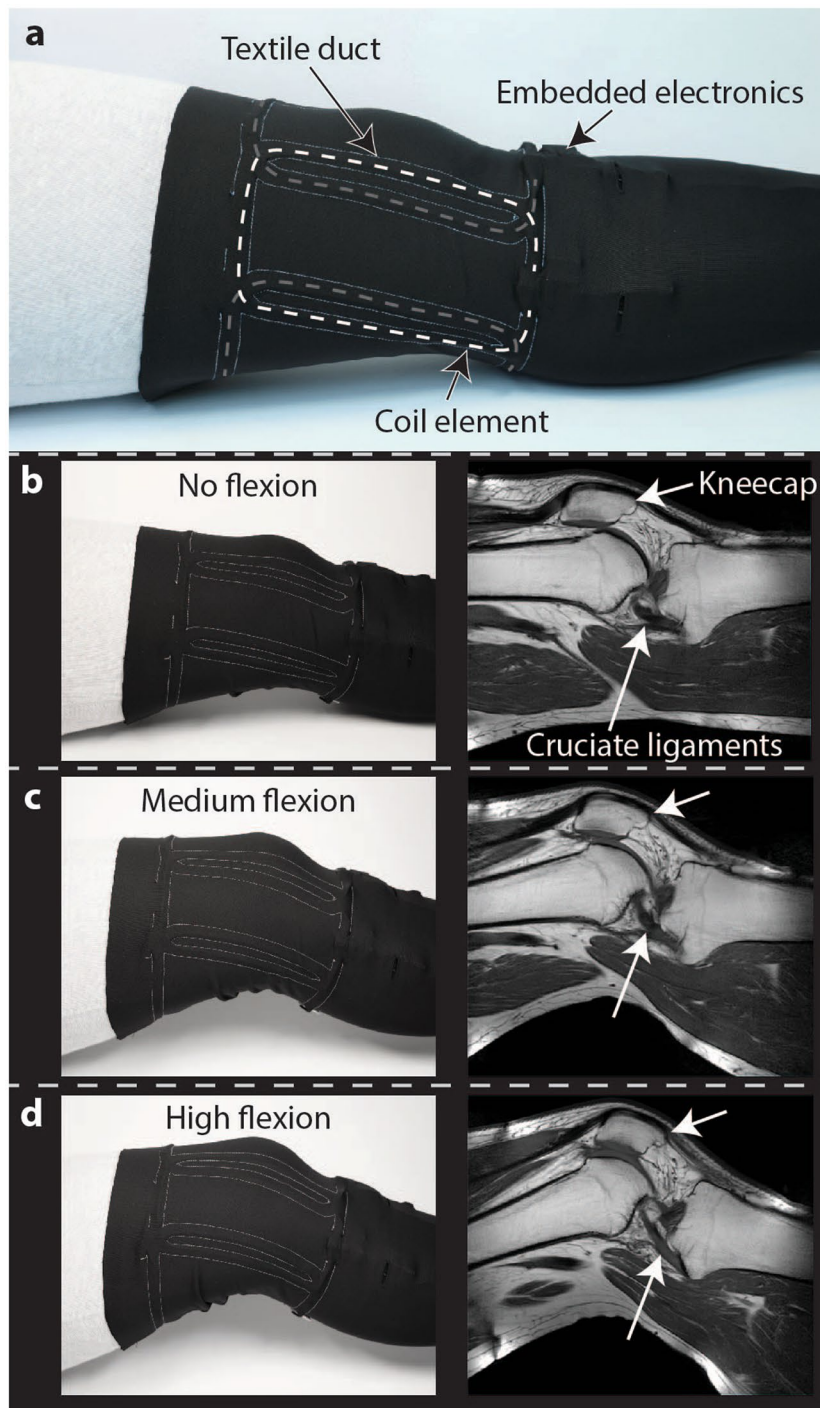 a
Textile duct
Embedded electronics
Coil element
b
No flexion
Kneecap
Cruciate ligaments
c
Medium flexion
d
High flexion